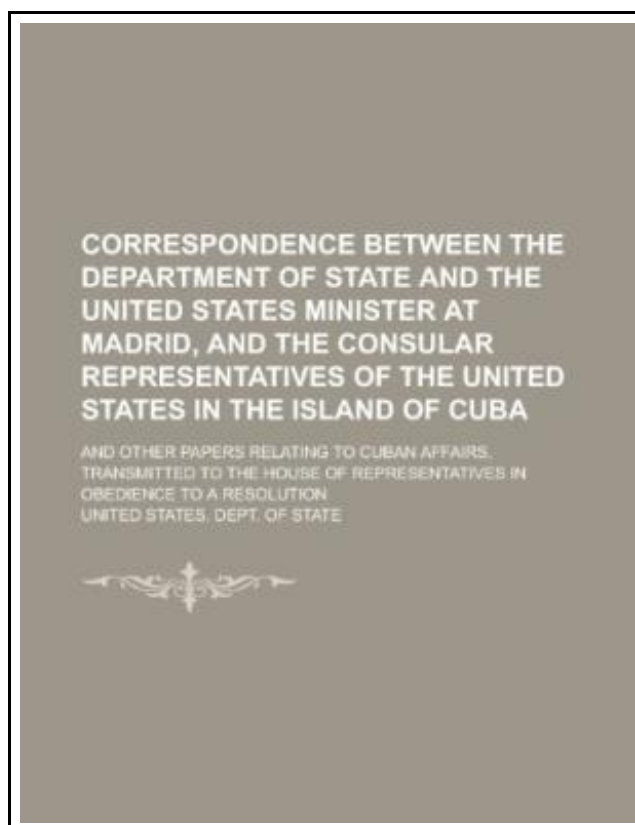 CORRESPONDENCE BETWEEN THE
DEPARTMENT OF STATE AND THE
UNITED STATES MINISTER AT
MADRID, AND THE CONSULAR
REPRESENTATIVES OF THE UNITED
STATES IN THE ISLAND OF CUBA
AND OTHER PAPERS RELATING TO CUBAN AFFAIRS,
TRANSMITTED TO THE HOUSE OF REPRESENTATIVES IN
OBEDIENCE TO A RESOLUTION
UNITED STATES. DEPT. OF STATE